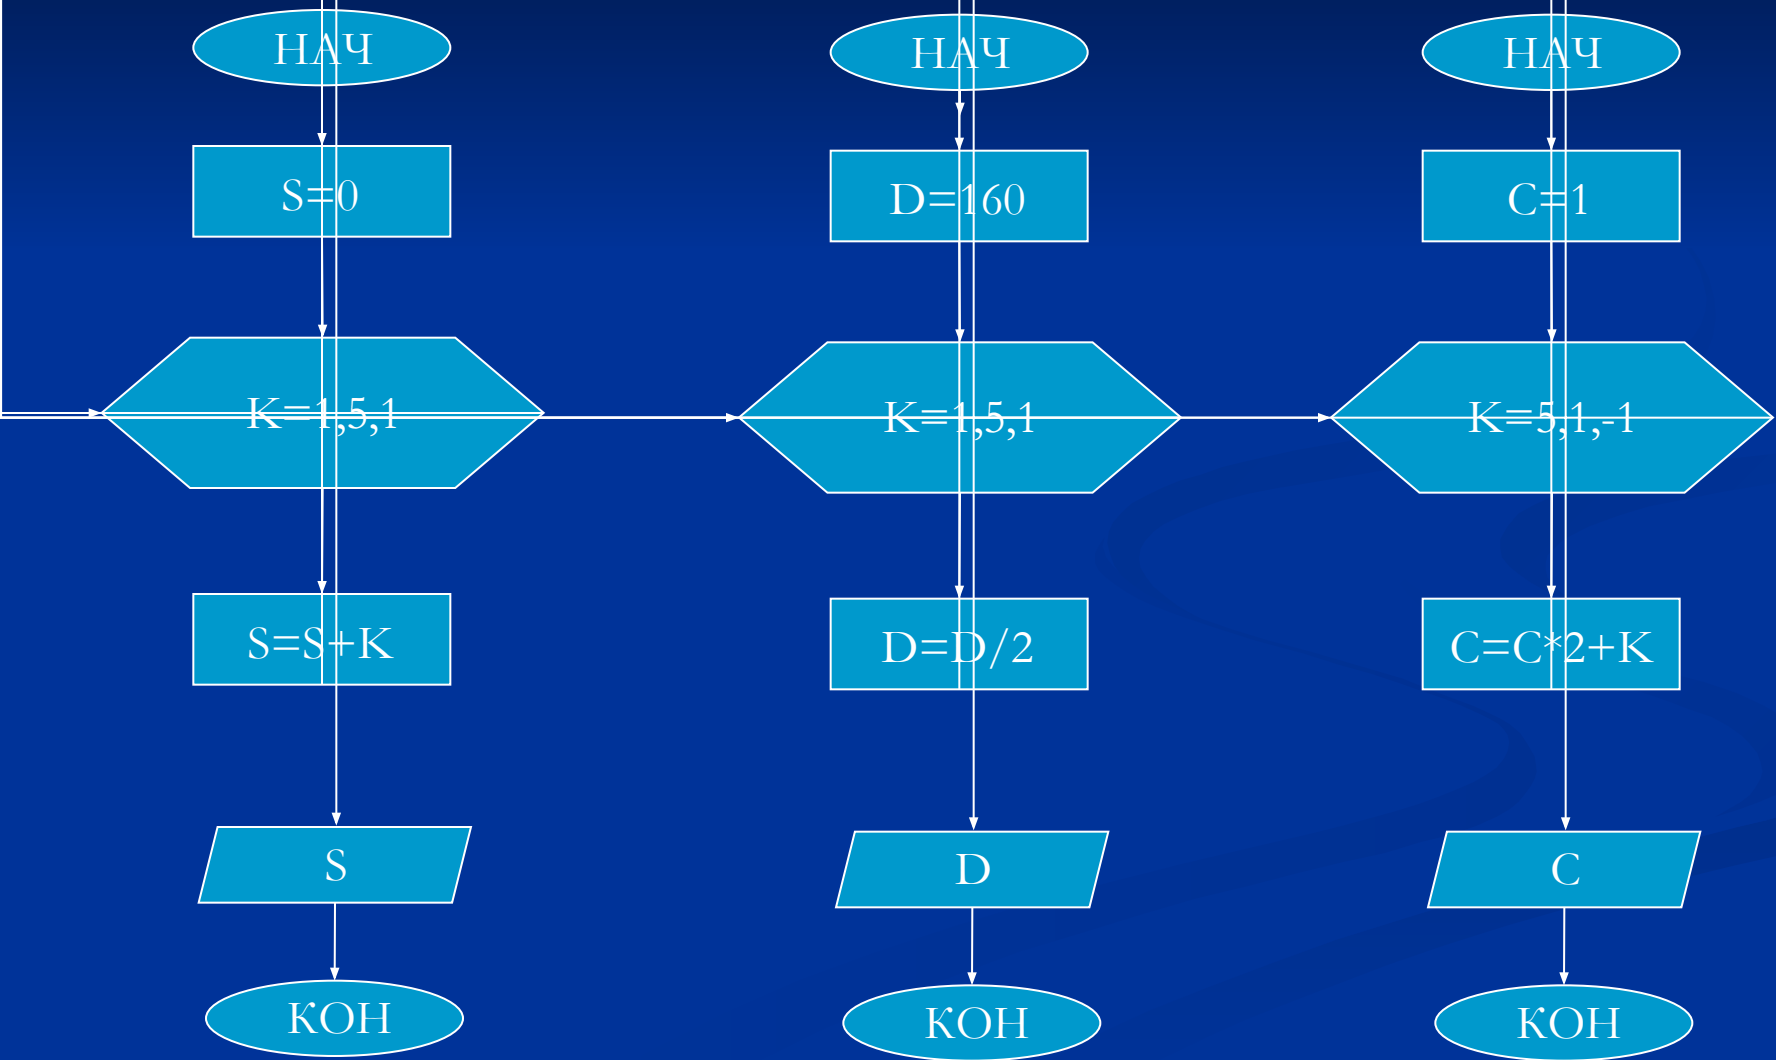 НАЧ
S=0
K=1,5,1
S=S+K
S
КОН
НАЧ
D=160
K=1,5,1
D=D/2
D
КОН
НАЧ
C=1
K=5,1,-1
C=C*2+K
C
КОН